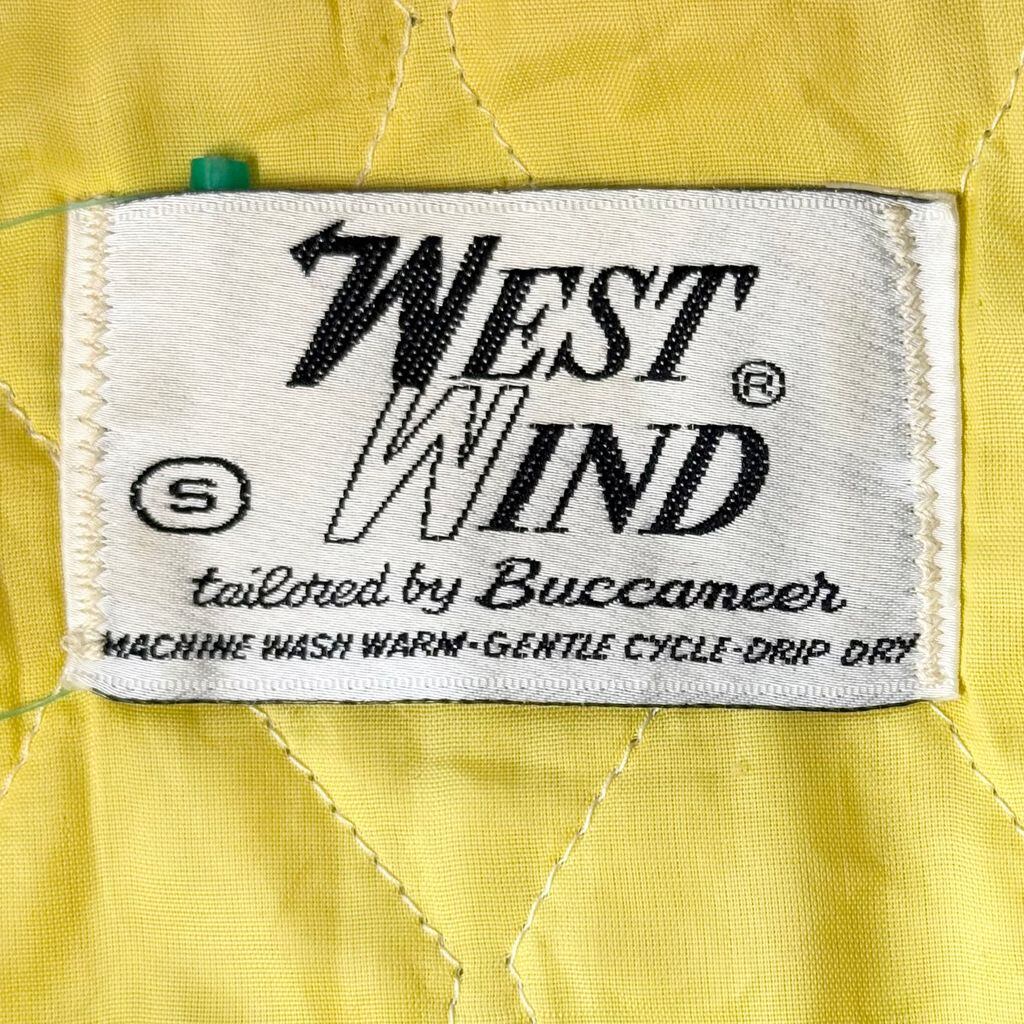 WEST
WIND ®
S
tailored by Buccaneer
MACHINE WASH WARM-GENTLE CYCLE-DRIP DRY